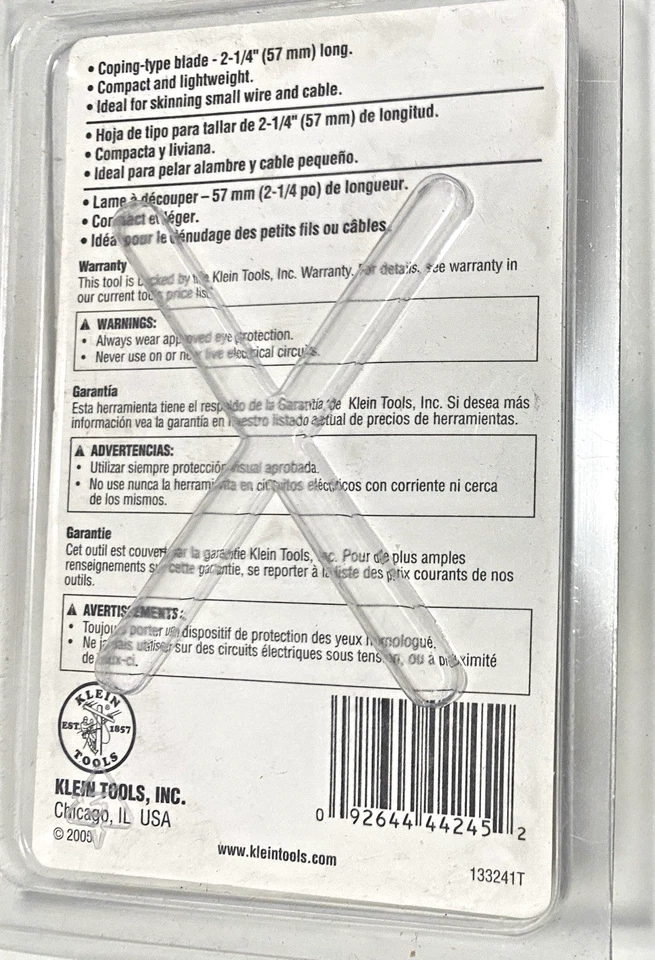 • Coping-type blade - 2-1/4" (57 mm) long.
• Compact and lightweight.
• Ideal for skinning small wire and cable.
• Hoja de tipo para tallar de 2-1/4" (57 mm) de longitud.
• Compacta y liviana.
• Ideal para pelar alambre y cable pequeño.
• Lame à découper – 57 mm (2-1/4 po) de longueur.
• Compact et léger.
• Idéal pour le dénudage des petits fils ou câbles.
Warranty
This tool is backed by the Klein Tools, Inc. Warranty. For details, see warranty in
our current tools price list.
WARNINGS:
• Always wear approved eye protection.
• Never use on or near live electrical circuits.
Garantía
Esta herramienta tiene el respaldo de la Garantía de Klein Tools, Inc. Si desea más
información vea la garantía en nuestro listado actual de precios de herramientas.
ADVERTENCIAS:
• Utilizar siempre protección visual aprobada.
• No use nunca la herramienta en circuitos eléctricos con corriente ni cerca
de los mismos.
Garantie
Cet outil est couvert par la garantie Klein Tools, Inc. Pour de plus amples
renseignements sur cette garantie, se reporter à la liste des prix courants de nos
outils.
AVERTISSEMENTS:
• Toujours porter un dispositif de protection des yeux homologué.
• Ne jamais utiliser sur des circuits électriques sous tension, ou à proximité
de ceux-ci.
KLEIN
EST. 1857
TOOLS
KLEIN TOOLS, INC.
Chicago, IL USA
© 2005
www.kleintools.com
0 92644 44245 2
133241T